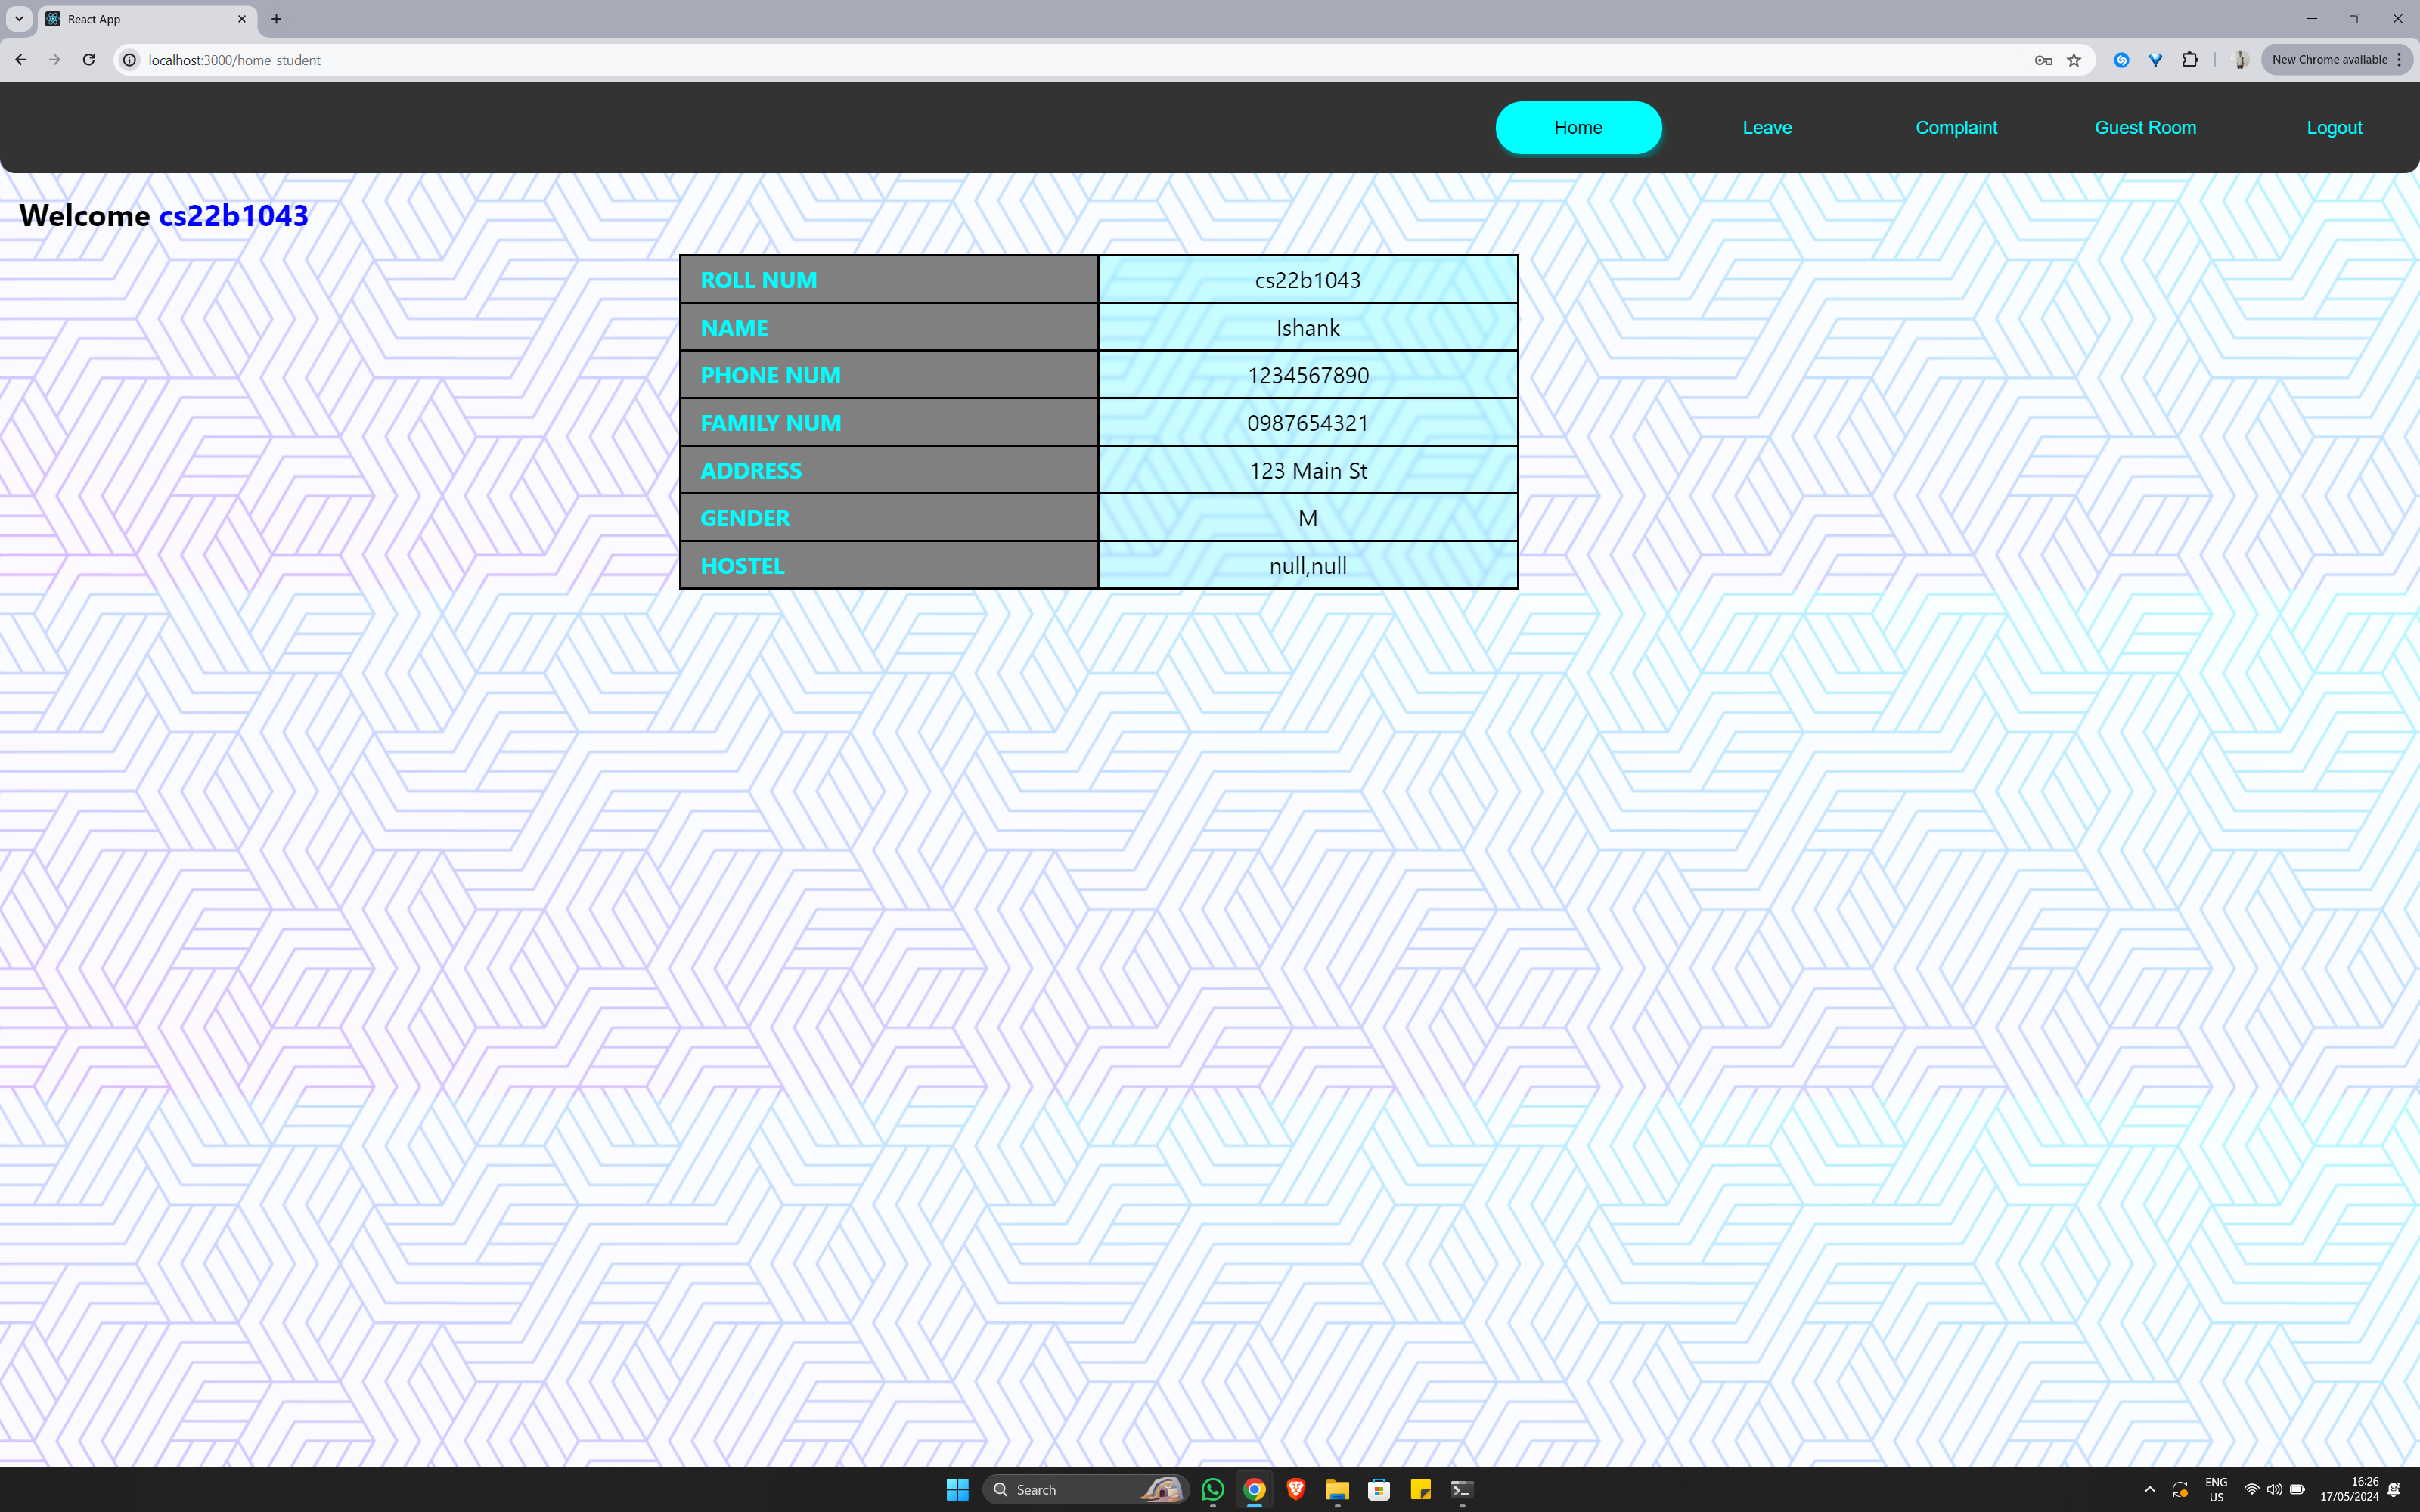 React App
localhost:3000/home_student
New Chrome available
Home Leave Complaint Guest Room Logout
Welcome cs22b1043
ROLL NUM cs22b1043
NAME Ishank
PHONE NUM 1234567890
FAMILY NUM 0987654321
ADDRESS 123 Main St
GENDER M
HOSTEL null,null
Search
ENG
US
16:26
17/05/2024